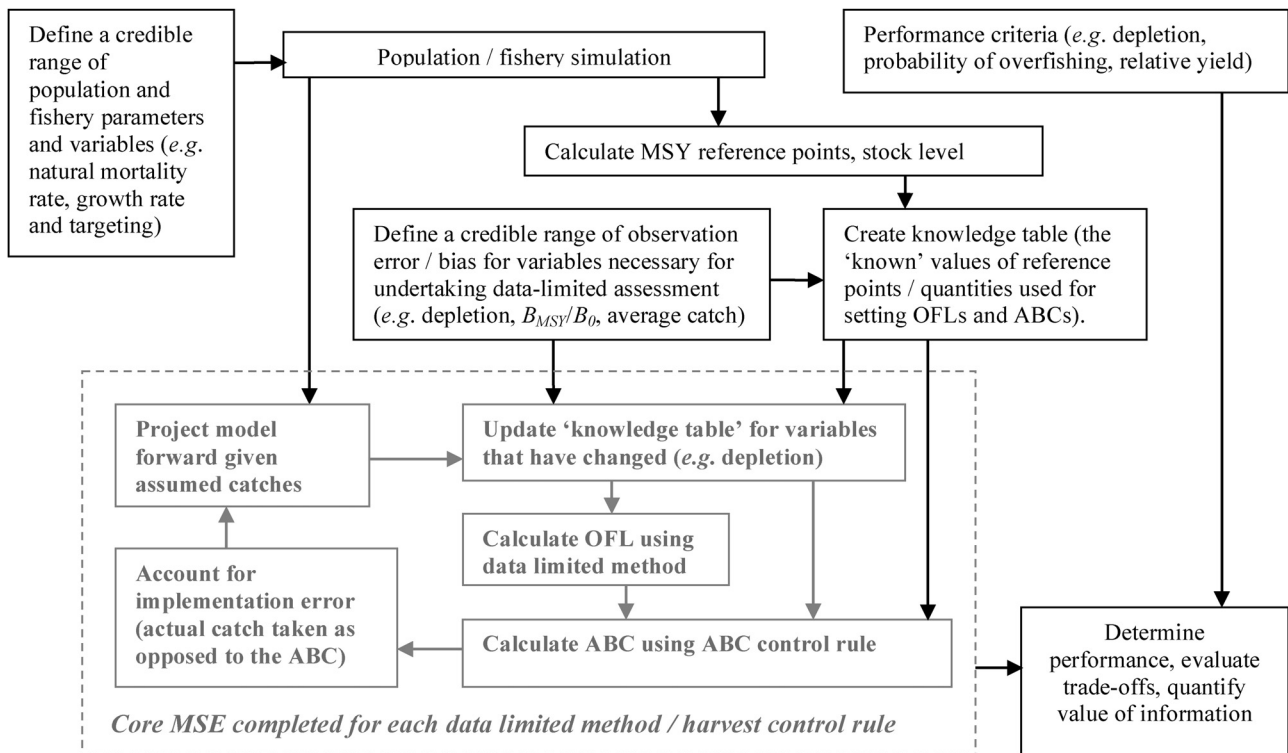 Define a credible
range of
population and
fishery parameters
and variables (e.g.
natural mortality
rate, growth rate
and targeting)
Population / fishery simulation
Performance criteria (e.g. depletion,
probability of overfishing, relative yield)
Calculate MSY reference points, stock level
Define a credible range of observation
error / bias for variables necessary for
undertaking data-limited assessment
(e.g. depletion, BMSY/B0, average catch)
Create knowledge table (the
‘known’ values of reference
points / quantities used for
setting OFLs and ABCs).
Project model
forward given
assumed catches
Update ‘knowledge table’ for variables
that have changed (e.g. depletion)
Calculate OFL using
data limited method
Account for
implementation error
(actual catch taken as
opposed to the ABC)
Calculate ABC using ABC control rule
Core MSE completed for each data limited method / harvest control rule
Determine
performance, evaluate
trade-offs, quantify
value of information